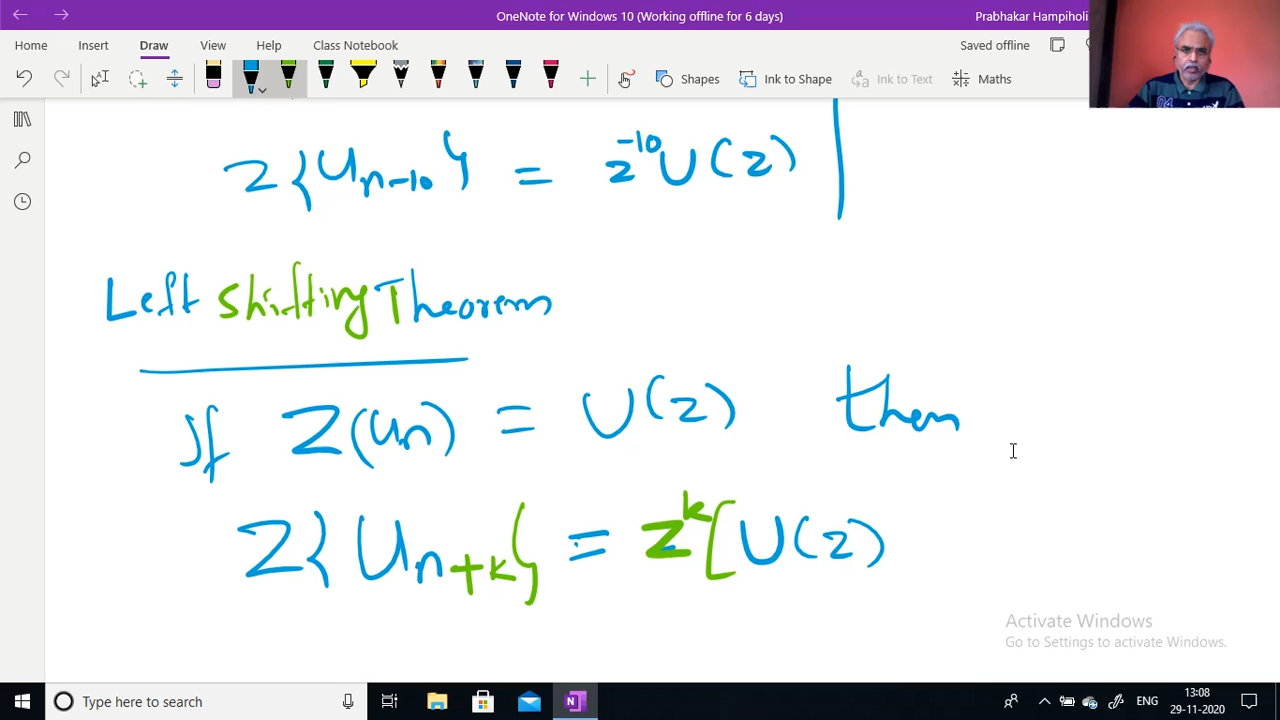 OneNote for Windows 10 (Working offline for 6 days)
Prabhakar Hampiholi
Home Insert Draw View Help Class Notebook
Saved offline
Shapes Ink to Shape Ink to Text Maths
Z{Uₙ₋₁₀} = z⁻¹⁰U(z)
Left Shifting Theorem
If Z(uₙ) = U(z) then
Z{Uₙ₊ₖ} = zᵏ[U(z)
Activate Windows
Go to Settings to activate Windows.
Type here to search
N
ENG
13:08
29-11-2020